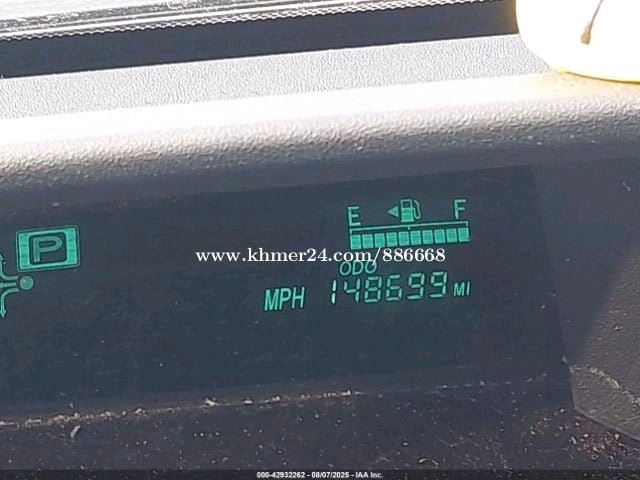 E F
P
www.khmer24.com/886668
ODO
MPH 148699 MI
000-42932262 - 08/07/2025 - IAA Inc.